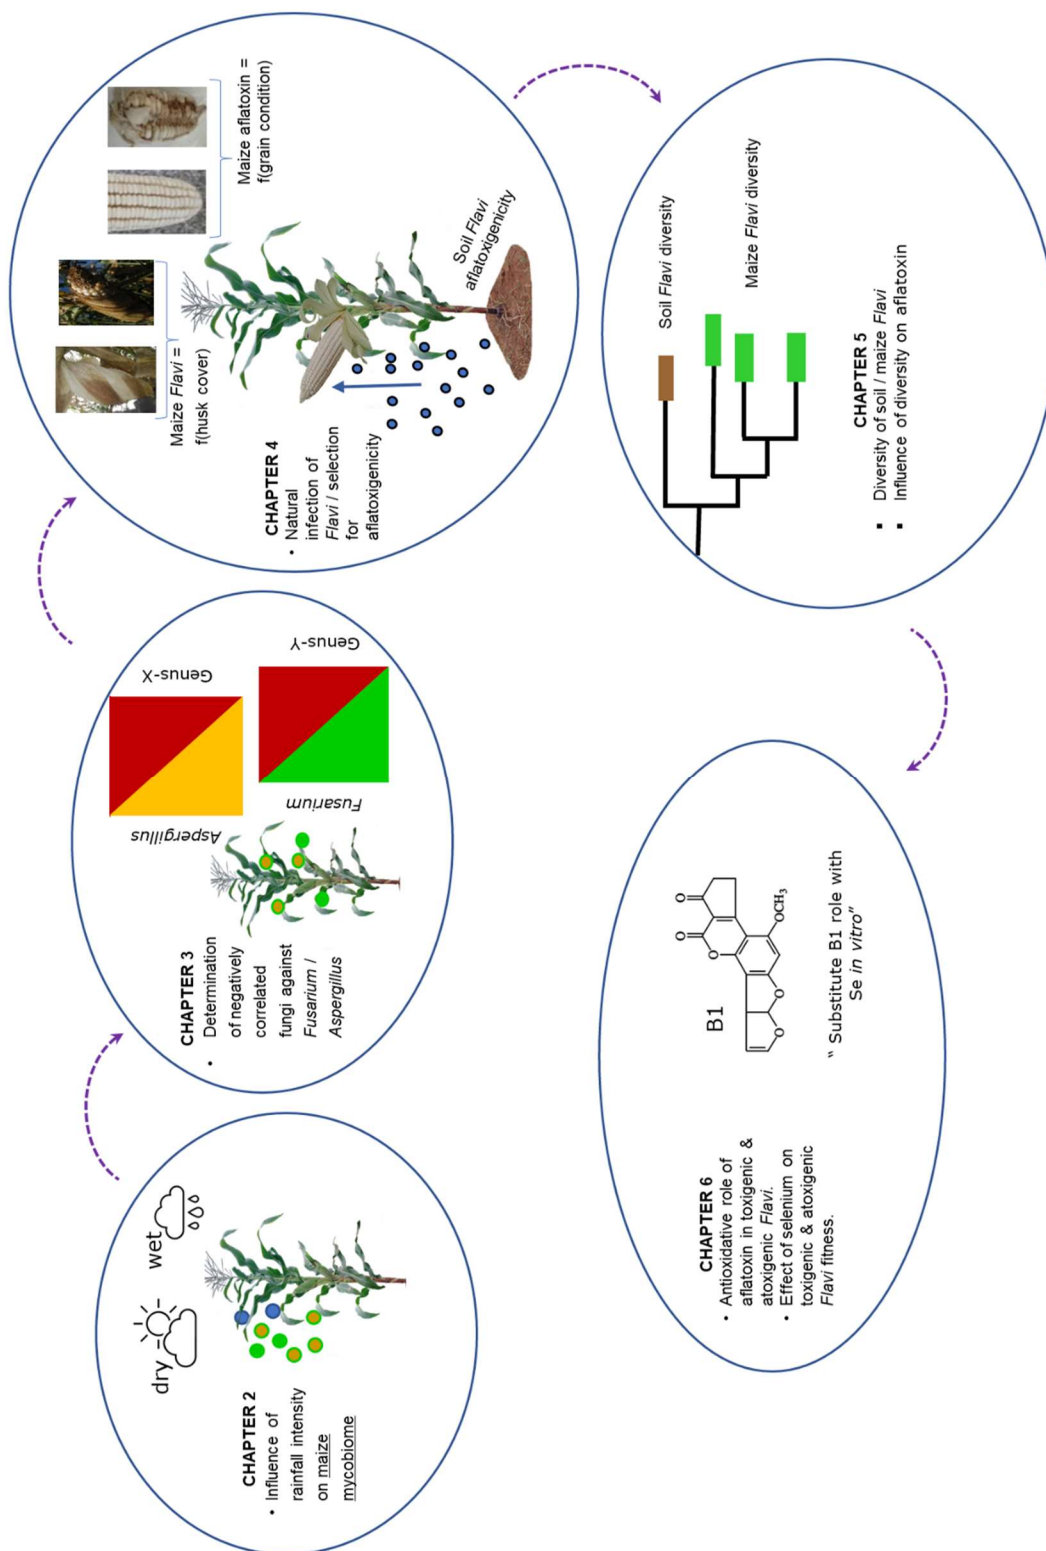 dry
wet
CHAPTER 2
• Influence of
rainfall intensity
on maize
mycobiome
CHAPTER 3
• Determination
of negatively
correlated
fungi against
Fusarium /
Aspergillus
Aspergillus
Genus-X
Fusarium
Genus-Y
Maize Flavi =
f(husk cover)
Maize aflatoxin =
f(grain condition)
CHAPTER 4
• Natural
infection of
Flavi / selection
for
aflatoxigenicity
Soil Flavi
aflatoxigenicity
Soil Flavi diversity
Maize Flavi diversity
CHAPTER 5
▪ Diversity of soil / maize Flavi
▪ Influence of diversity on aflatoxin
CHAPTER 6
• Antioxidative role of
aflatoxin in toxigenic &
atoxigenic Flavi.
• Effect of selenium on
toxigenic & atoxigenic
Flavi fitness.
B1
O
O
O
O
O
OCH3
“ Substitute B1 role with
Se in vitro”